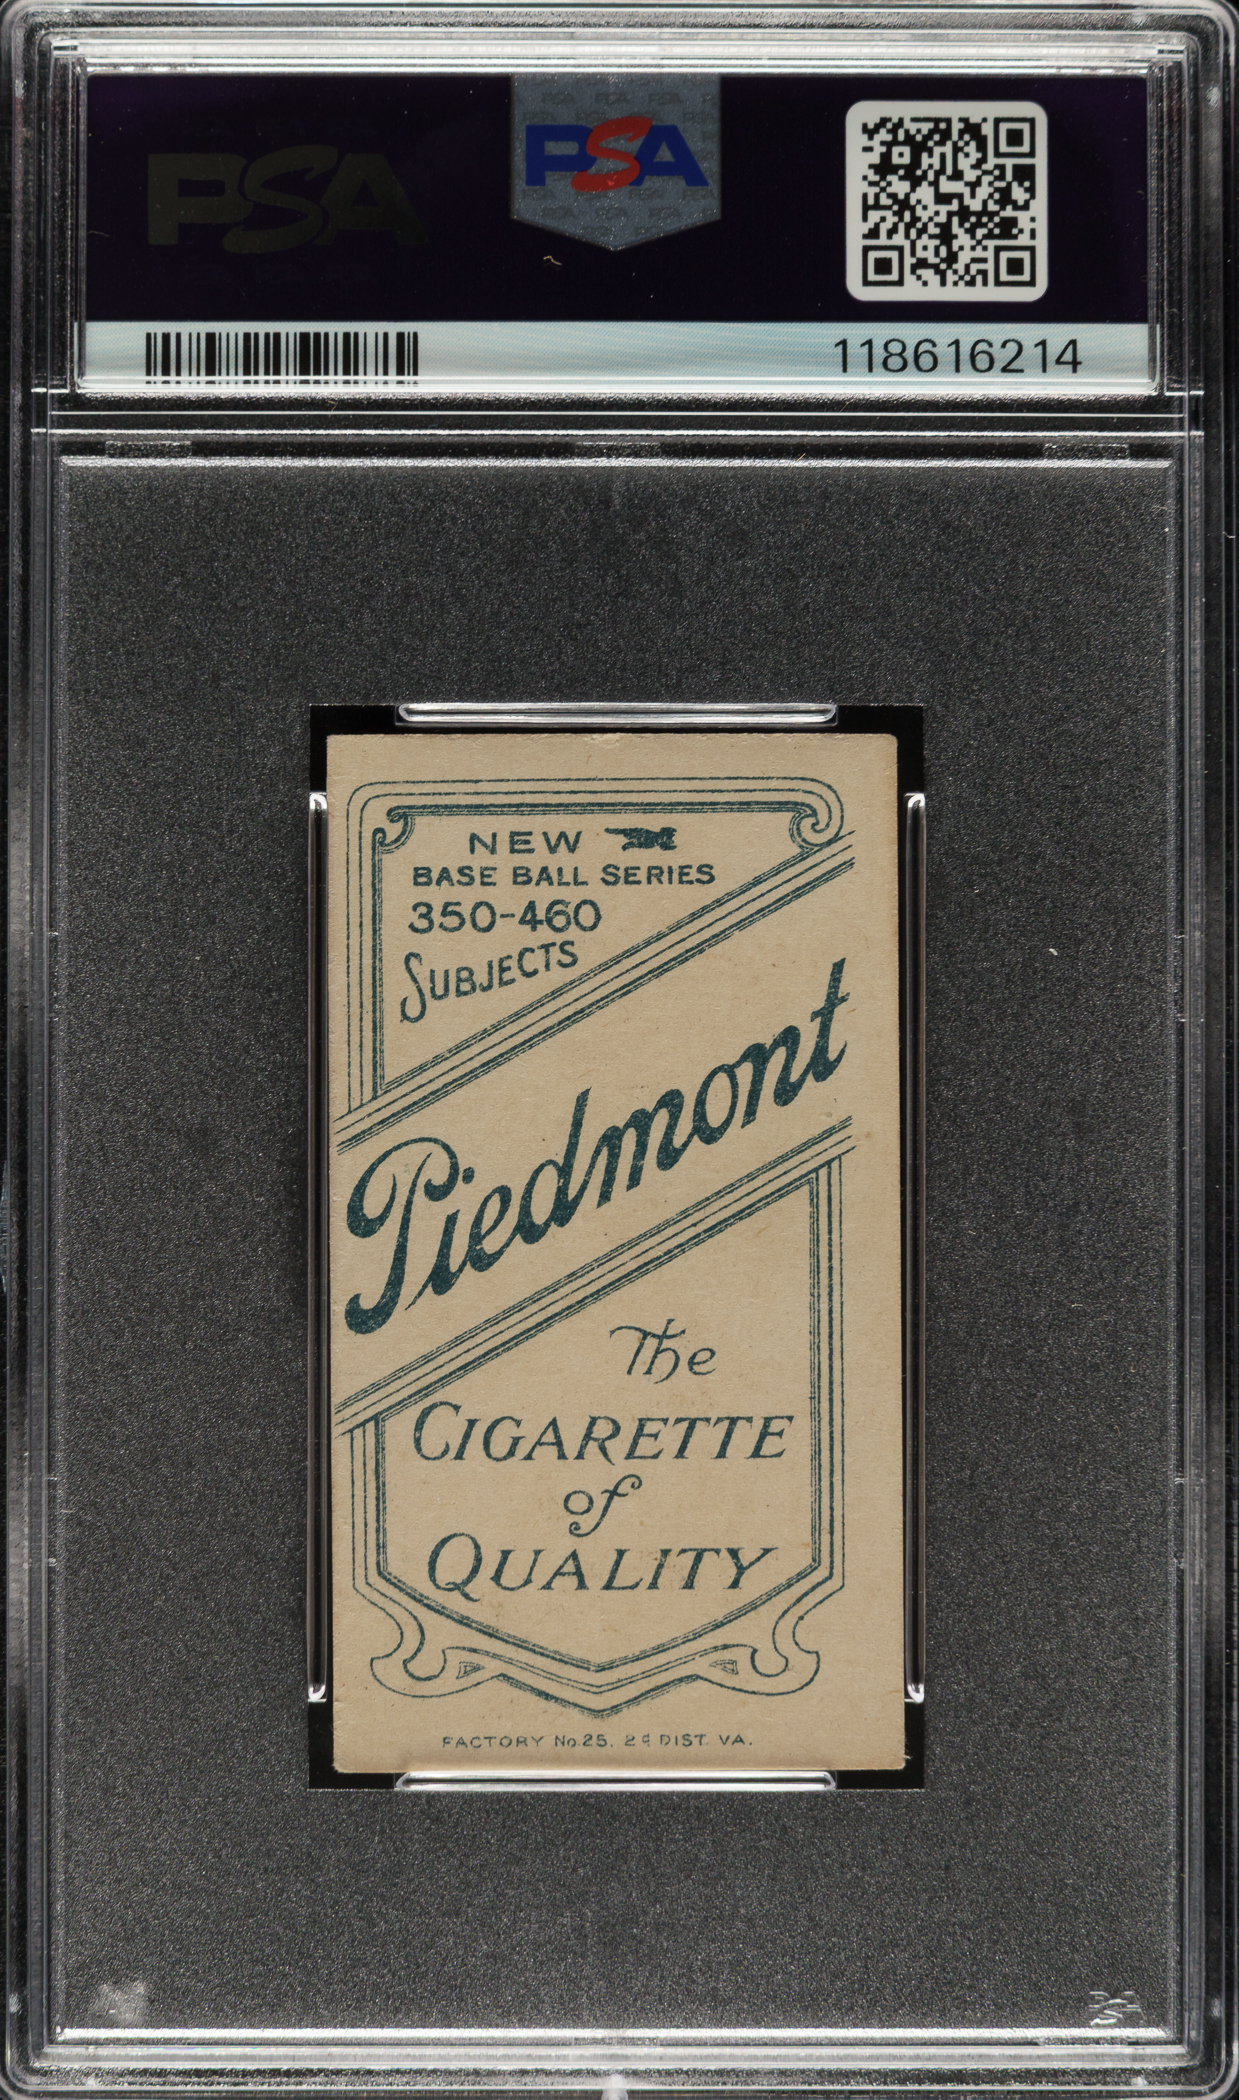 PSA
PSA
118616214
NEW
BASE BALL SERIES
350-460
SUBJECTS
Piedmont
The
CIGARETTE
of
QUALITY
FACTORY No. 25. 2d DIST. VA.